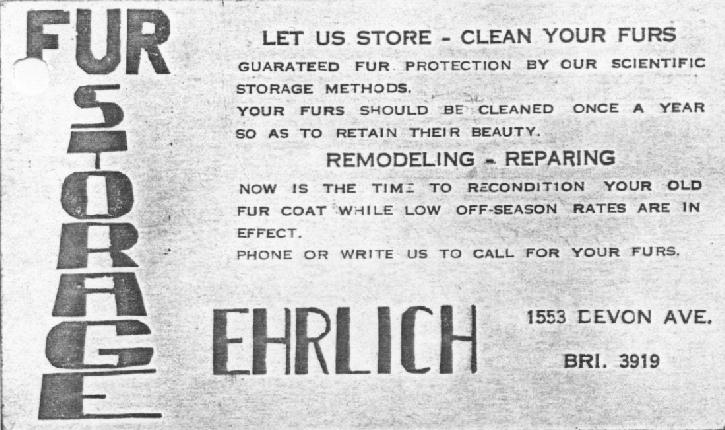 FUR
STORAGE
LET US STORE - CLEAN YOUR FURS
GUARATEED FUR PROTECTION BY OUR SCIENTIFIC
STORAGE METHODS.
YOUR FURS SHOULD BE CLEANED ONCE A YEAR
SO AS TO RETAIN THEIR BEAUTY.
REMODELING - REPARING
NOW IS THE TIME TO RECONDITION YOUR OLD
FUR COAT WHILE LOW OFF-SEASON RATES ARE IN
EFFECT.
PHONE OR WRITE US TO CALL FOR YOUR FURS.
EHRLICH
1553 DEVON AVE.
BRI. 3919